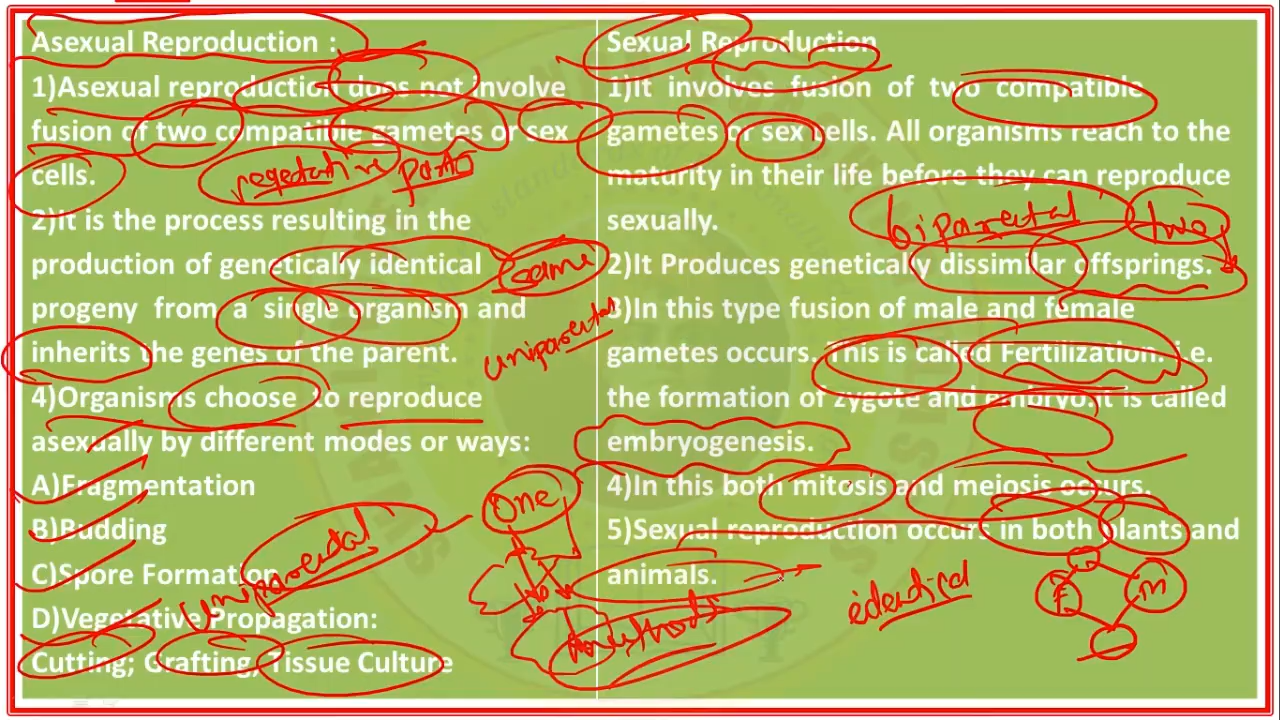 Asexual Reproduction :
1)Asexual reproduction does not involve
fusion of two compatible gametes or sex
cells.
vegetative parts
2)It is the process resulting in the
production of genetically identical
same
progeny from a single organism and
uniparental
inherits the genes of the parent.
4)Organisms choose to reproduce
asexually by different modes or ways:
A)Fragmentation
B)Budding
C)Spore Formation
uniparental
one
D)Vegetative Propagation:
Cutting; Grafting, Tissue Culture
Sexual Reproduction
1)It involves fusion of two compatible
gametes or sex cells. All organisms reach to the
maturity in their life before they can reproduce
sexually.
biparental two
2)It Produces genetically dissimilar offsprings.
3)In this type fusion of male and female
gametes occurs. This is called Fertilization. i.e.
the formation of zygote and embryo.it is called
embryogenesis.
4)In this both mitosis and meiosis occurs.
5)Sexual reproduction occurs in both plants and
animals.
identical
F
m
methods